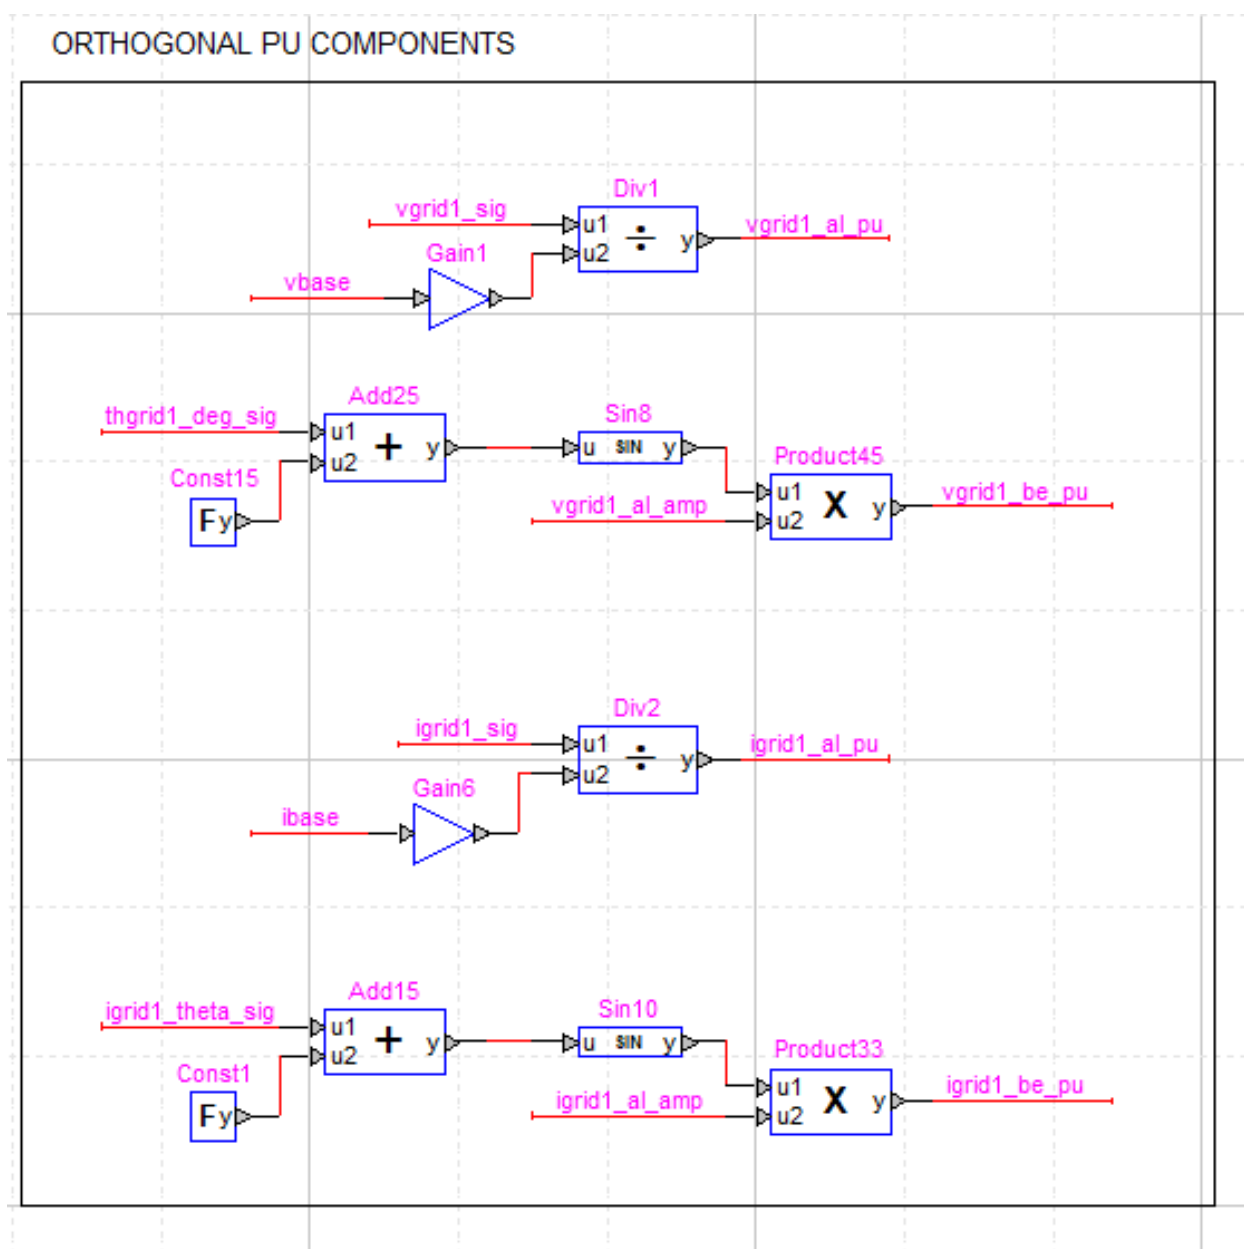 ORTHOGONAL PU COMPONENTS
Div1
vgrid1_sig
u1
÷
y
vgrid1_al_pu
u2
Gain1
vbase
Add25
thgrid1_deg_sig
u1
+
y
u2
Sin8
u SIN y
Const15
Fy
Product45
u1
X
y
vgrid1_be_pu
vgrid1_al_amp
u2
Div2
igrid1_sig
u1
÷
y
igrid1_al_pu
u2
Gain6
ibase
Add15
igrid1_theta_sig
u1
+
y
u2
Sin10
u SIN y
Const1
Fy
Product33
u1
X
y
igrid1_be_pu
igrid1_al_amp
u2